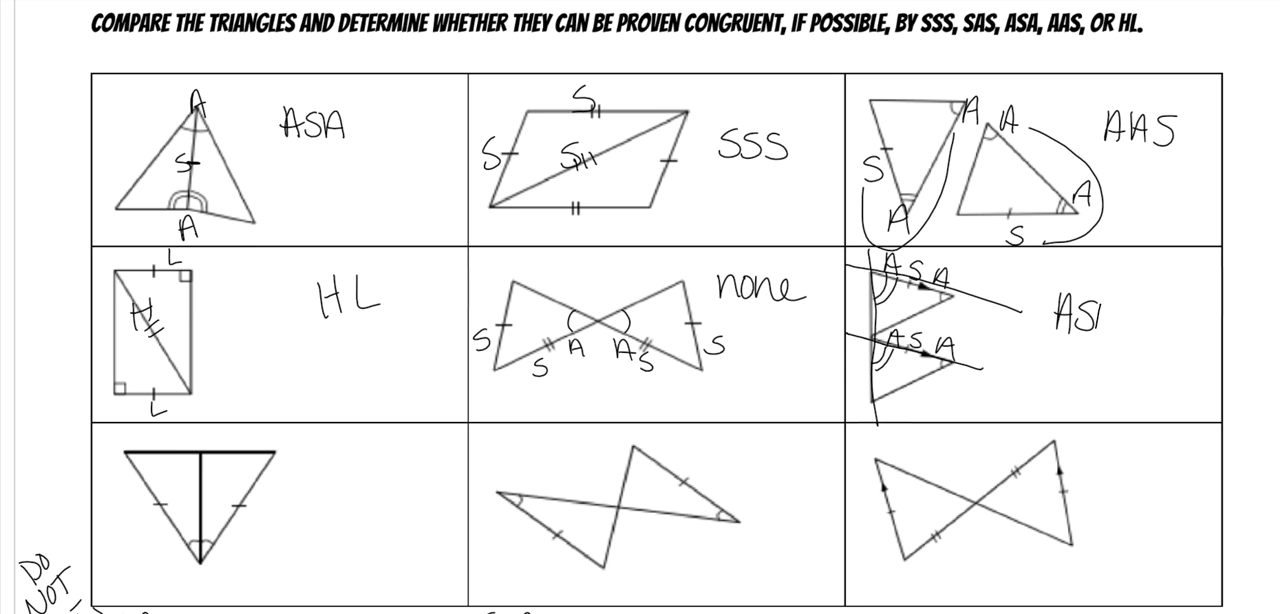 COMPARE THE TRIANGLES AND DETERMINE WHETHER THEY CAN BE PROVEN CONGRUENT, IF POSSIBLE, BY SSS, SAS, ASA, AAS, OR HL.
A
S
A
ASA
S
S
S
SSS
A
A
S
A
A
S
AAS
L
H
L
HL
S
S
A
A
S
S
none
A S A
A S A
DO
NOT